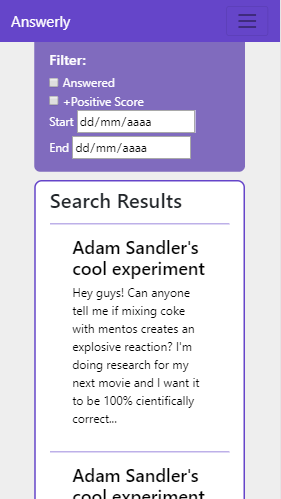 Answerly
Filter:
Answered
+Positive Score
Start dd/mm/aaaa
End dd/mm/aaaa
Search Results
Adam Sandler's
cool experiment
Hey guys! Can anyone
tell me if mixing coke
with mentos creates an
explosive reaction? I'm
doing research for my
next movie and I want it
to be 100% cientifically
correct...
Adam Sandler's
cool experiment